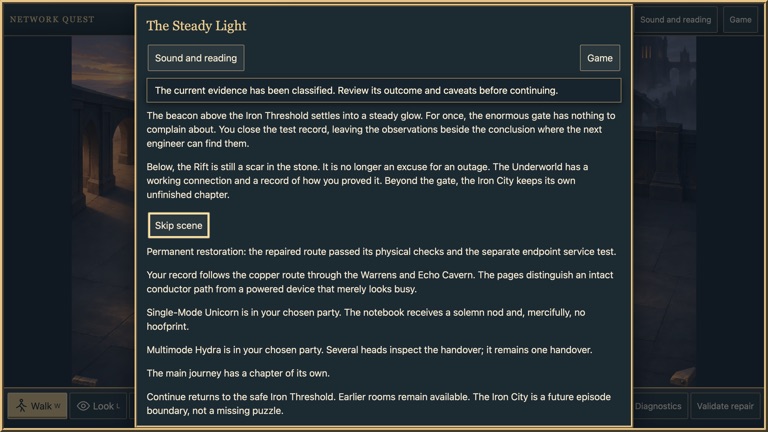 NETWORK QUEST
Sound and reading
Game
The Steady Light
Sound and reading
Game
The current evidence has been classified. Review its outcome and caveats before continuing.
The beacon above the Iron Threshold settles into a steady glow. For once, the enormous gate has nothing to
complain about. You close the test record, leaving the observations beside the conclusion where the next
engineer can find them.
Below, the Rift is still a scar in the stone. It is no longer an excuse for an outage. The Underworld has a
working connection and a record of how you proved it. Beyond the gate, the Iron City keeps its own
unfinished chapter.
Skip scene
Permanent restoration: the repaired route passed its physical checks and the separate endpoint service test.
Your record follows the copper route through the Warrens and Echo Cavern. The pages distinguish an intact
conductor path from a powered device that merely looks busy.
Single-Mode Unicorn is in your chosen party. The notebook receives a solemn nod and, mercifully, no
hoofprint.
Multimode Hydra is in your chosen party. Several heads inspect the handover; it remains one handover.
The main journey has a chapter of its own.
Continue returns to the safe Iron Threshold. Earlier rooms remain available. The Iron City is a future episode
boundary, not a missing puzzle.
Walk W
Look L
Diagnostics
Validate repair